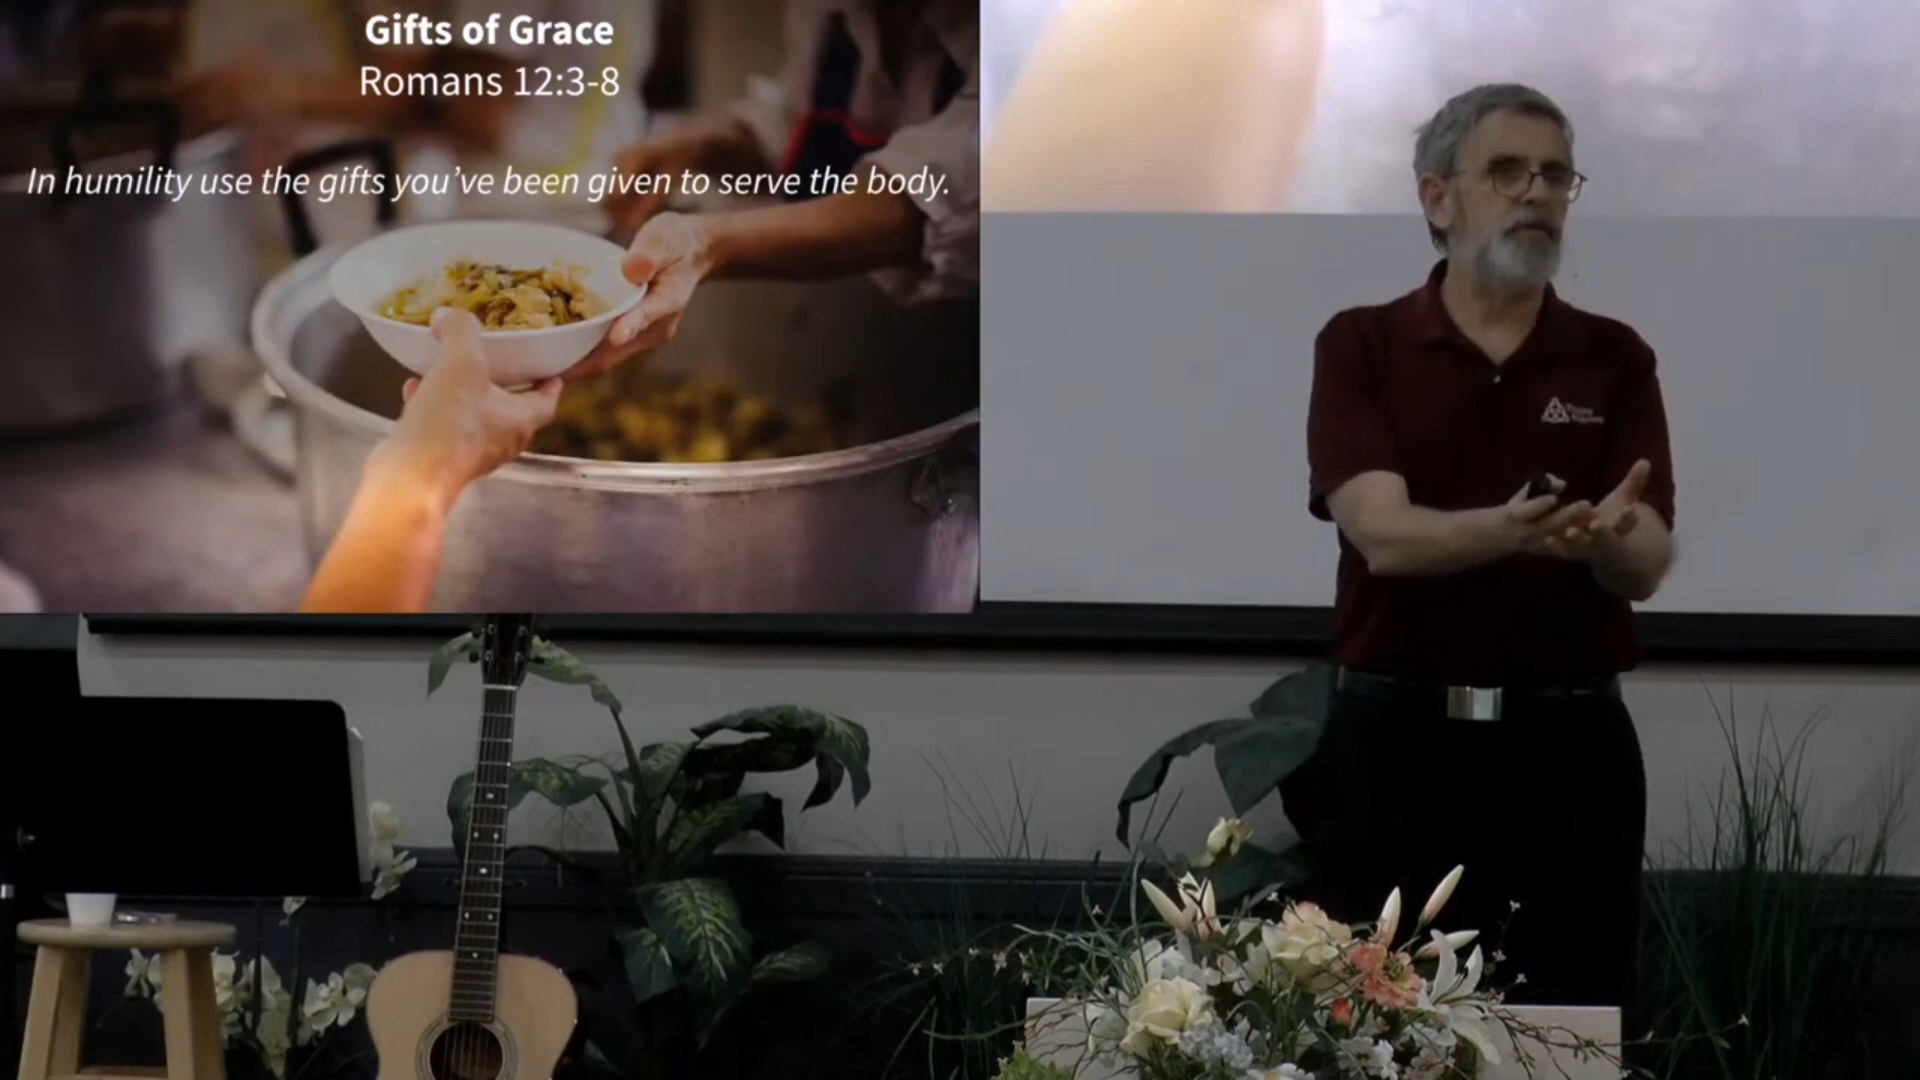 Gifts of Grace
Romans 12:3-8
In humility use the gifts you've been given to serve the body.